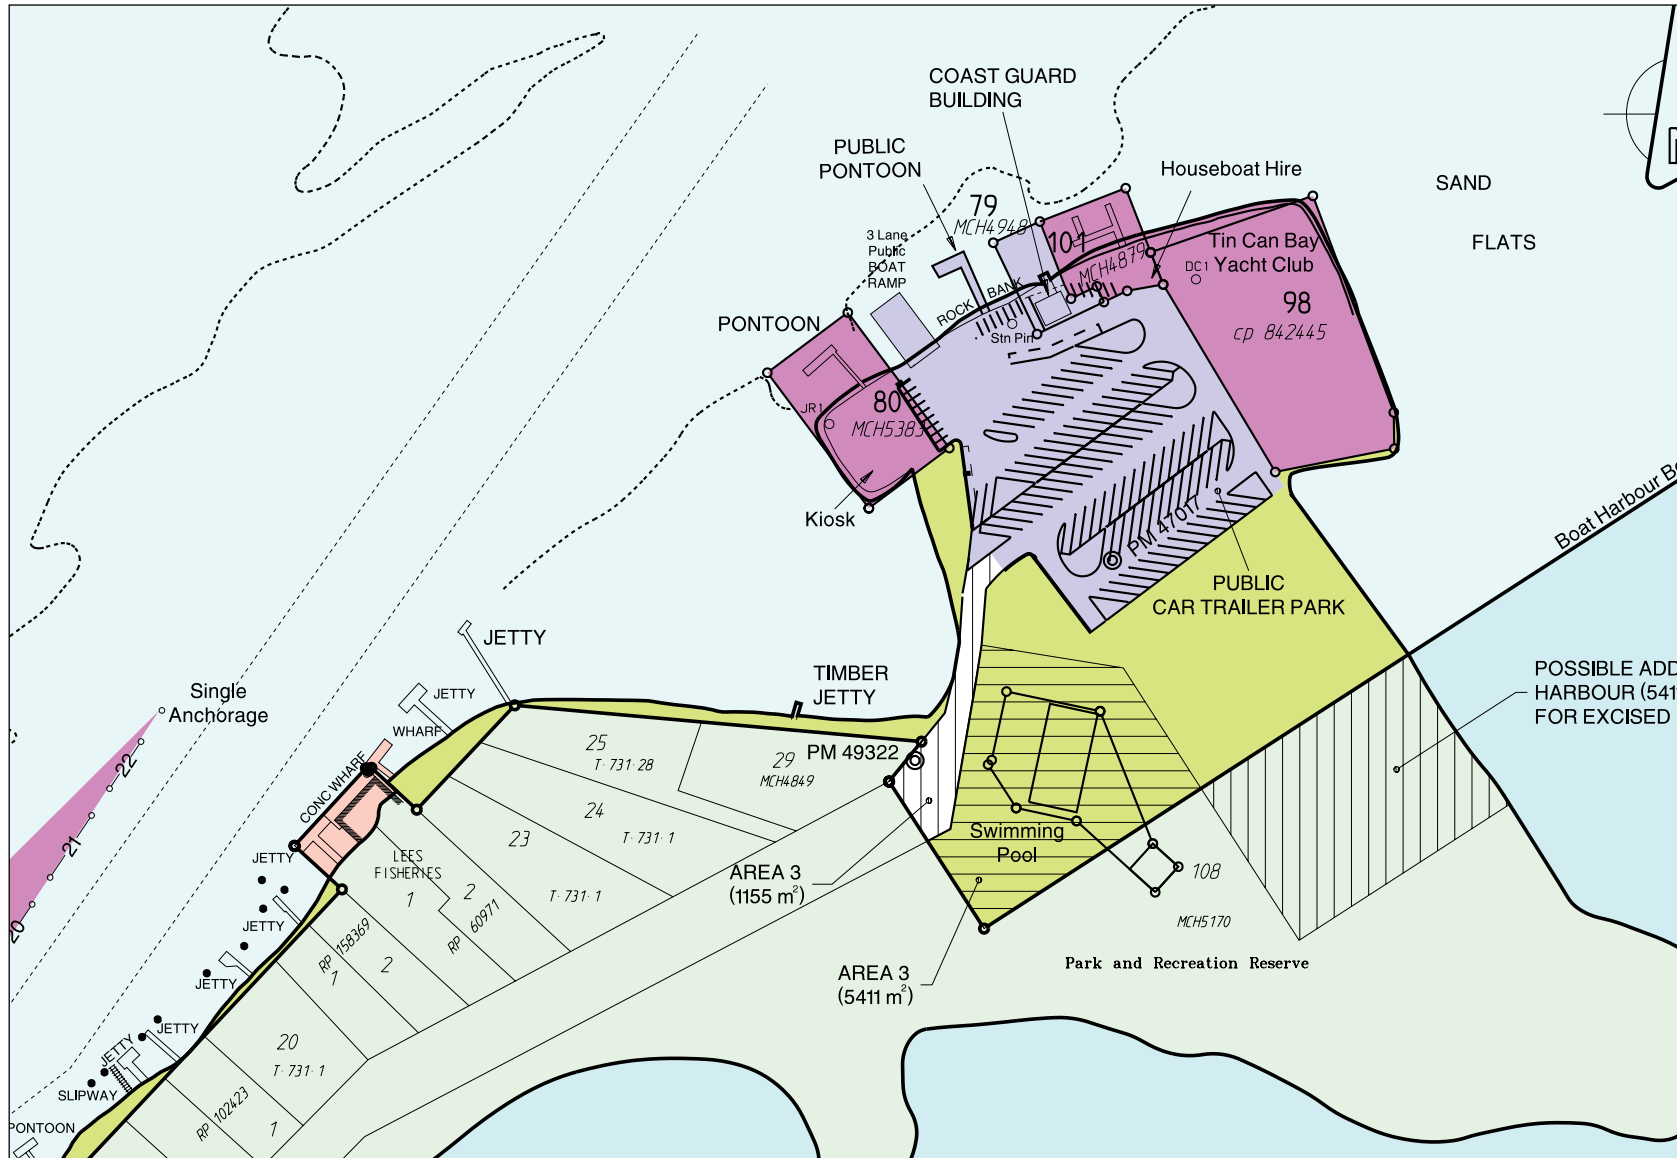 COAST GUARD
BUILDING
PUBLIC
PONTOON
79
MCH4948
Houseboat Hire
SAND
FLATS
3 Lane
Public
BOAT
RAMP
101
MCH4879
Tin Can Bay
Yacht Club
DC1
98
cp 842445
ROCK BANK
Stn Pin
PONTOON
JR1
80
MCH5383
Kiosk
PM 47017
PUBLIC
CAR TRAILER PARK
Boat Harbour
JETTY
TIMBER
JETTY
Single
Anchorage
JETTY
WHARF
CONC WHARF
22
21
20
25
T·731·28
29
MCH4849
PM 49322
POSSIBLE ADD
HARBOUR (541
FOR EXCISED
24
T·731·1
23
T·731·1
JETTY
LEES
FISHERIES
1
2
RP 60971
Swimming
Pool
AREA 3
(1155 m²)
108
MCH5170
Park and Recreation Reserve
AREA 3
(5411 m²)
JETTY
RP 158369
1
2
JETTY
JETTY
JETTY
SLIPWAY
PONTOON
20
T·731·1
RP 102423
1